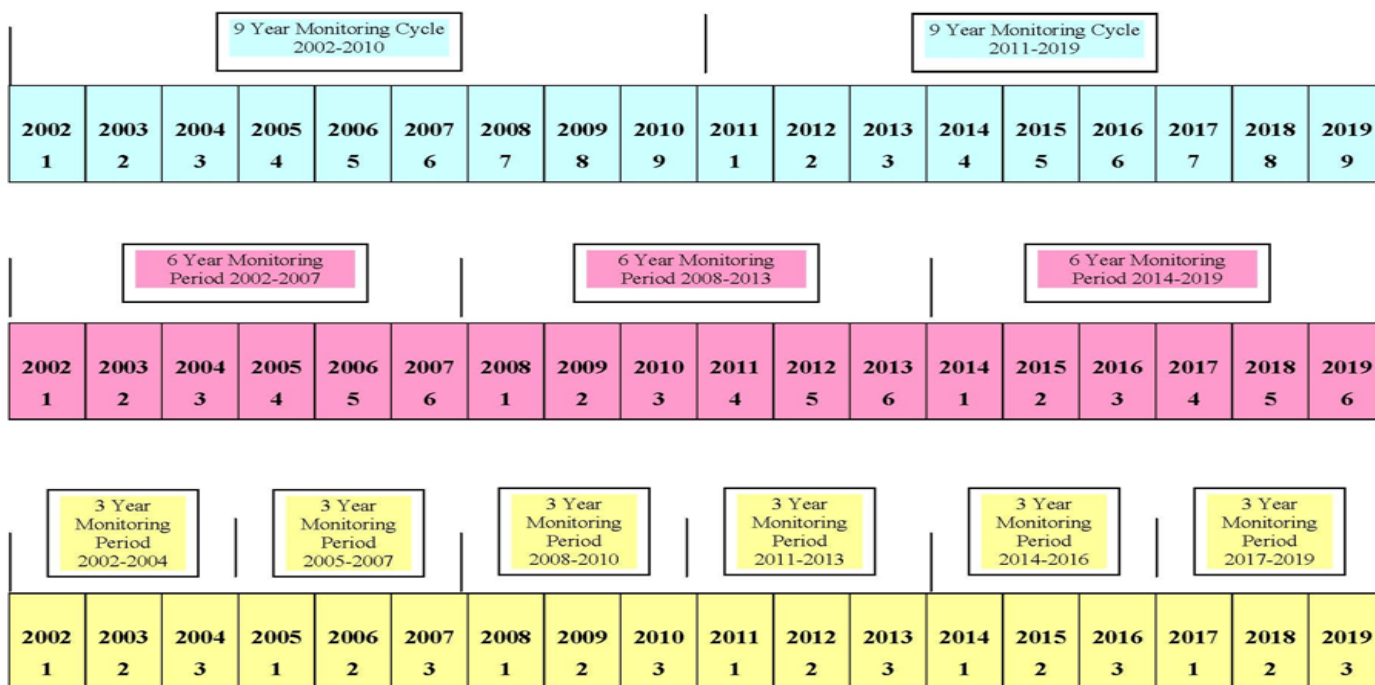 9 Year Monitoring Cycle
2002-2010
9 Year Monitoring Cycle
2011-2019
2002 2003 2004 2005 2006 2007 2008 2009 2010 2011 2012 2013 2014 2015 2016 2017 2018 2019
1 2 3 4 5 6 7 8 9 1 2 3 4 5 6 7 8 9
6 Year Monitoring
Period 2002-2007
6 Year Monitoring
Period 2008-2013
6 Year Monitoring
Period 2014-2019
2002 2003 2004 2005 2006 2007 2008 2009 2010 2011 2012 2013 2014 2015 2016 2017 2018 2019
1 2 3 4 5 6 1 2 3 4 5 6 1 2 3 4 5 6
3 Year
Monitoring
Period
2002-2004
3 Year
Monitoring
Period
2005-2007
3 Year
Monitoring
Period
2008-2010
3 Year
Monitoring
Period
2011-2013
3 Year
Monitoring
Period
2014-2016
3 Year
Monitoring
Period
2017-2019
2002 2003 2004 2005 2006 2007 2008 2009 2010 2011 2012 2013 2014 2015 2016 2017 2018 2019
1 2 3 1 2 3 1 2 3 1 2 3 1 2 3 1 2 3